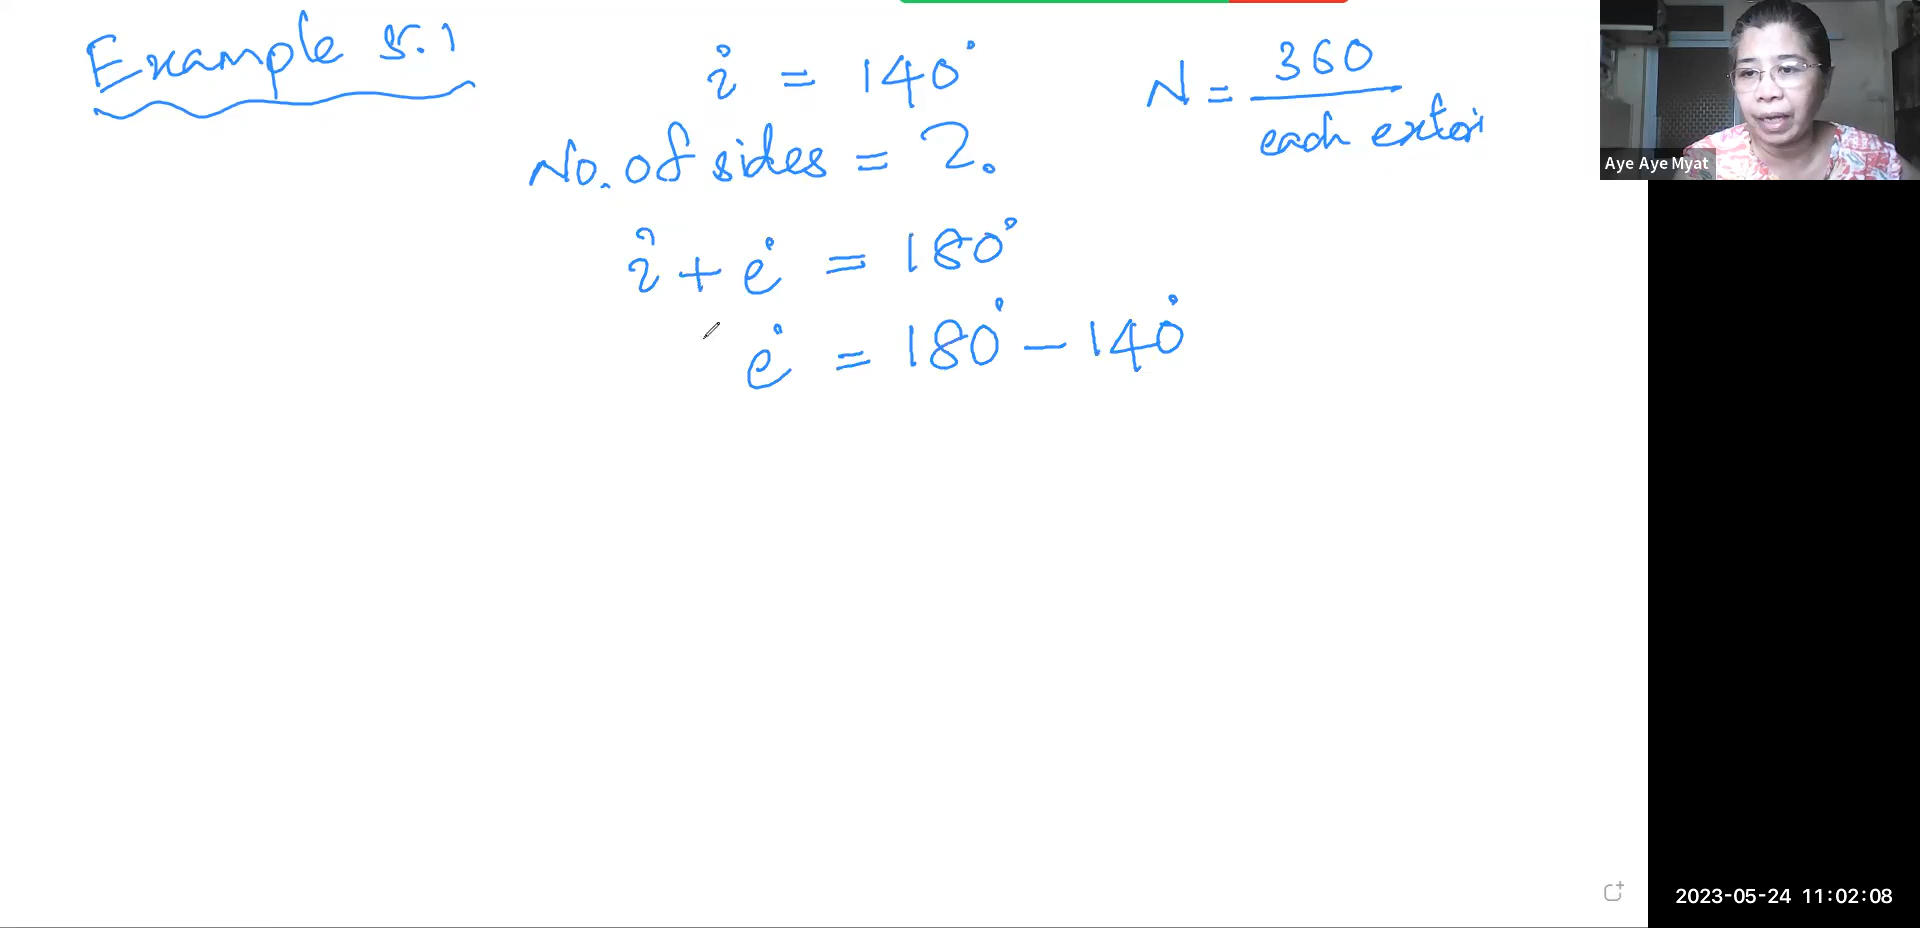 Example 5.1
i° = 140°
No. of sides = ?
i° + e° = 180°
e° = 180° - 140°
N = 360 / each exteri
Aye Aye Myat
2023-05-24 11:02:08